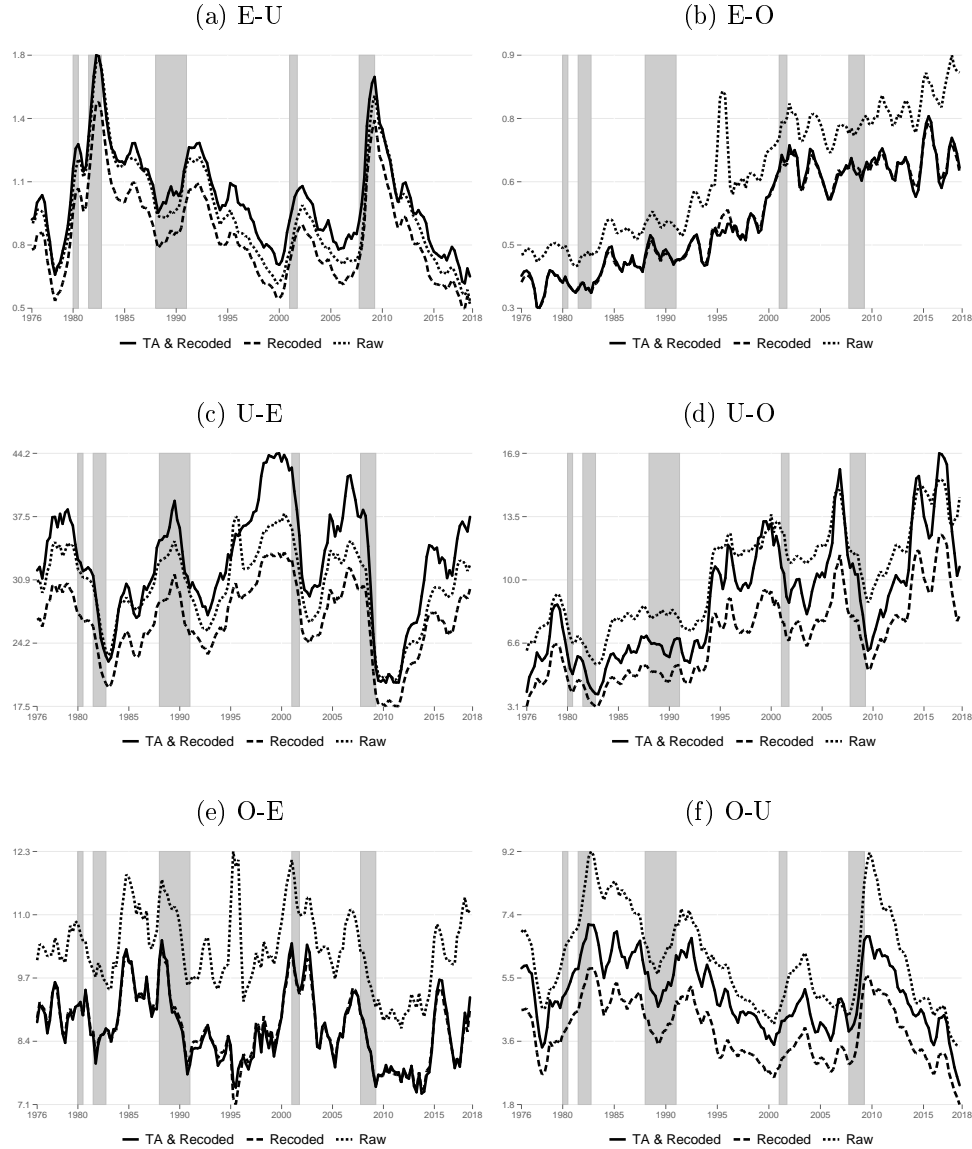 (a) E-U
(b) E-O
1.8
1.4
1.1
0.8
0.5
1976 1980 1985 1990 1995 2000 2005 2010 2015 2018
TA & Recoded Recoded Raw
0.9
0.8
0.6
0.5
0.3
1976 1980 1985 1990 1995 2000 2005 2010 2015 2018
TA & Recoded Recoded Raw
(c) U-E
(d) U-O
44.2
37.5
30.9
24.2
17.5
1976 1980 1985 1990 1995 2000 2005 2010 2015 2018
TA & Recoded Recoded Raw
16.9
13.5
10.0
6.6
3.1
1976 1980 1985 1990 1995 2000 2005 2010 2015 2018
TA & Recoded Recoded Raw
(e) O-E
(f) O-U
12.3
11.0
9.7
8.4
7.1
1976 1980 1985 1990 1995 2000 2005 2010 2015 2018
TA & Recoded Recoded Raw
9.2
7.4
5.5
3.6
1.8
1976 1980 1985 1990 1995 2000 2005 2010 2015 2018
TA & Recoded Recoded Raw